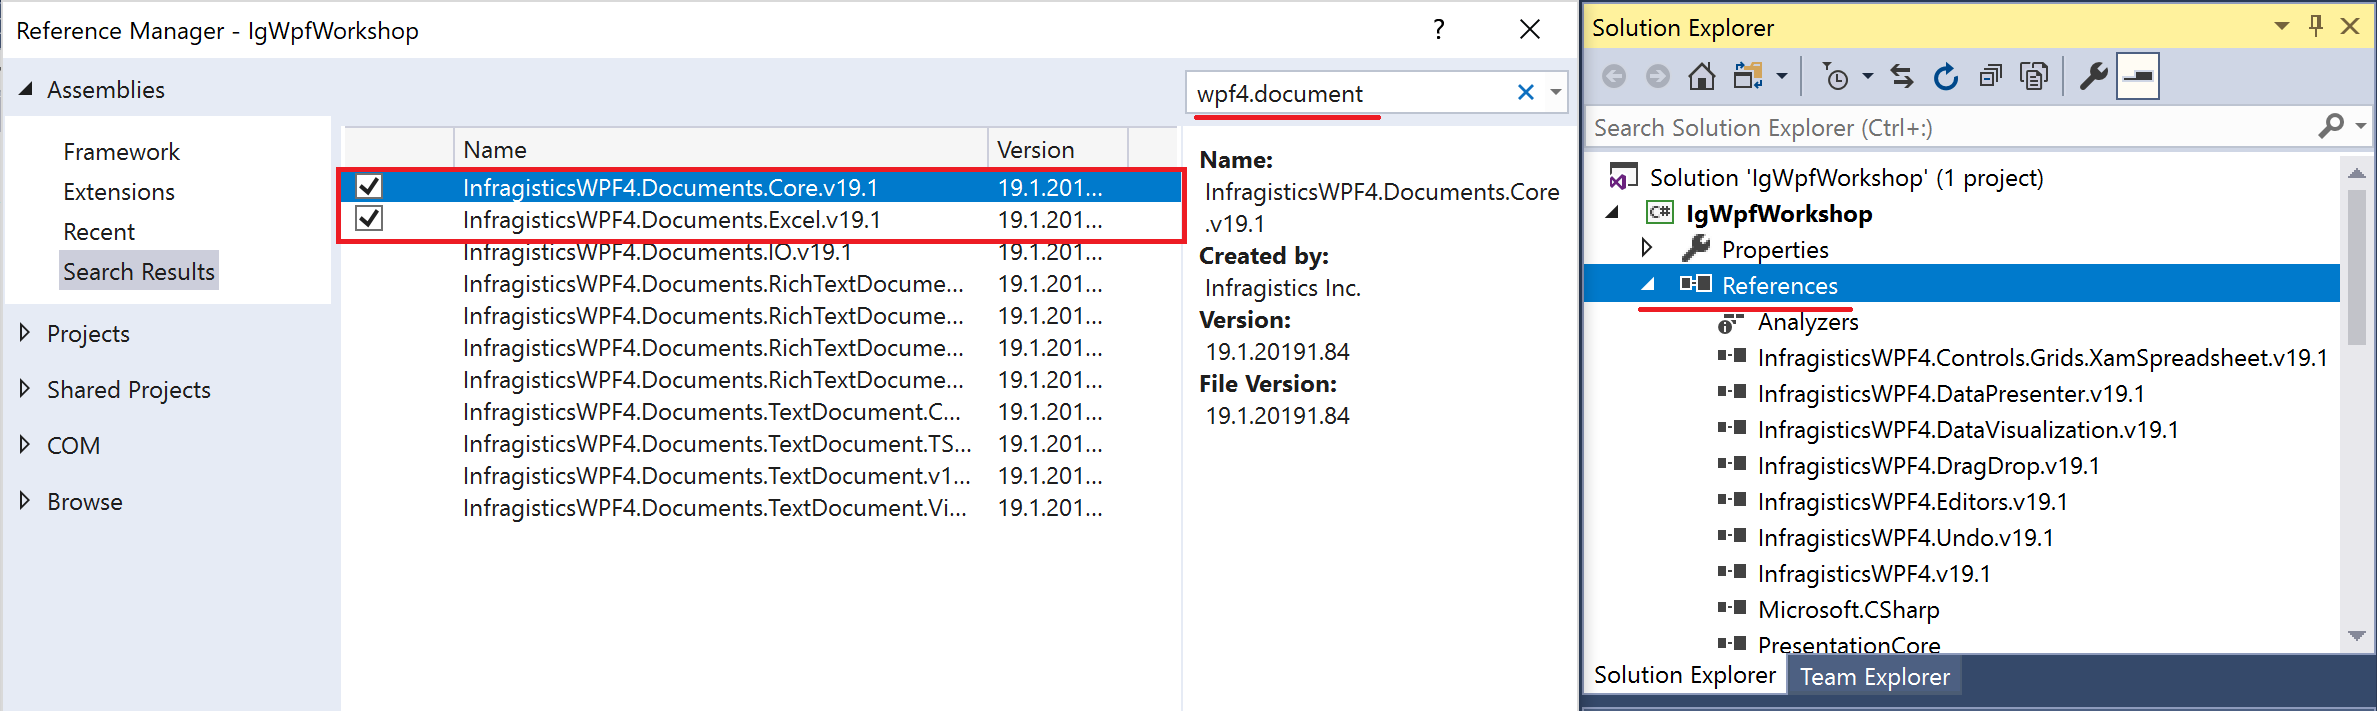 Reference Manager - IgWpfWorkshop
?
Assemblies
wpf4.document
Framework
Extensions
Recent
Search Results
Projects
Shared Projects
COM
Browse
Name Version
InfragisticsWPF4.Documents.Core.v19.1 19.1.201...
InfragisticsWPF4.Documents.Excel.v19.1 19.1.201...
InfragisticsWPF4.Documents.IO.v19.1 19.1.201...
InfragisticsWPF4.Documents.RichTextDocume... 19.1.201...
InfragisticsWPF4.Documents.RichTextDocume... 19.1.201...
InfragisticsWPF4.Documents.RichTextDocume... 19.1.201...
InfragisticsWPF4.Documents.RichTextDocume... 19.1.201...
InfragisticsWPF4.Documents.TextDocument.C... 19.1.201...
InfragisticsWPF4.Documents.TextDocument.TS... 19.1.201...
InfragisticsWPF4.Documents.TextDocument.v1... 19.1.201...
InfragisticsWPF4.Documents.TextDocument.Vi... 19.1.201...
Name:
InfragisticsWPF4.Documents.Core
.v19.1
Created by:
Infragistics Inc.
Version:
19.1.20191.84
File Version:
19.1.20191.84
Solution Explorer
Search Solution Explorer (Ctrl+:)
Solution 'IgWpfWorkshop' (1 project)
C# IgWpfWorkshop
Properties
References
Analyzers
InfragisticsWPF4.Controls.Grids.XamSpreadsheet.v19.1
InfragisticsWPF4.DataPresenter.v19.1
InfragisticsWPF4.DataVisualization.v19.1
InfragisticsWPF4.DragDrop.v19.1
InfragisticsWPF4.Editors.v19.1
InfragisticsWPF4.Undo.v19.1
InfragisticsWPF4.v19.1
Microsoft.CSharp
PresentationCore
Solution Explorer Team Explorer